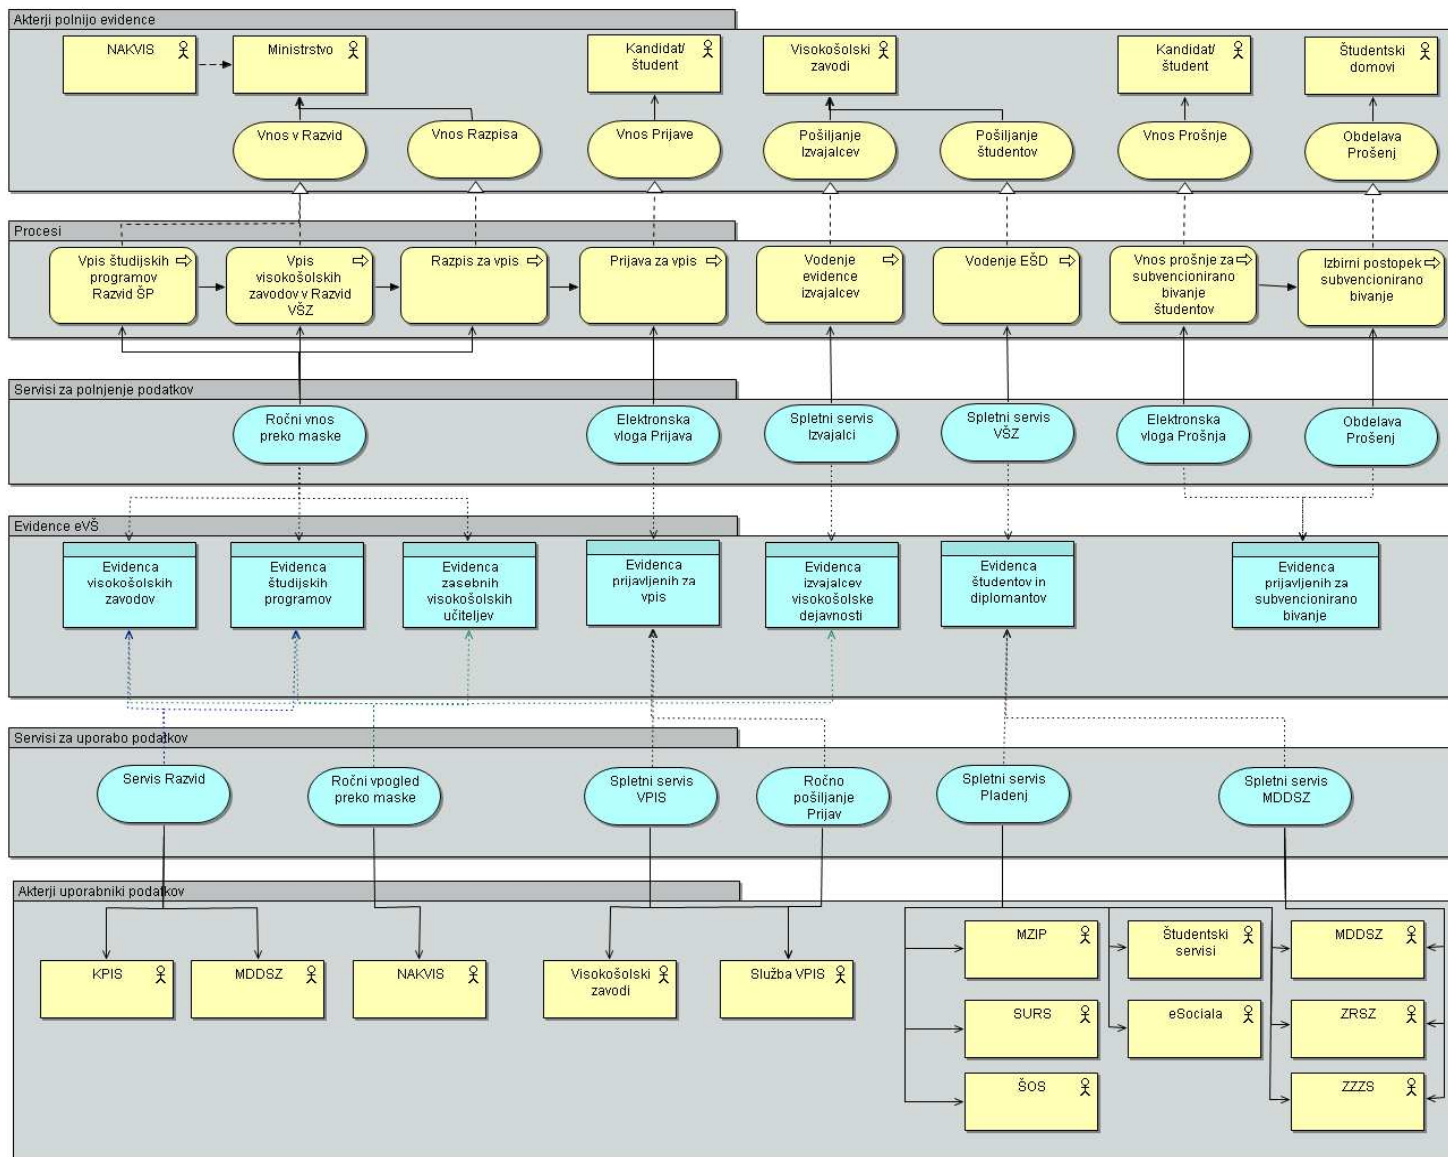 Akterji polnijo evidence
NAKVIS
Ministrstvo
Kandidat/
študent
Visokošolski
zavodi
Kandidat/
študent
Študentski
domovi
Vnos v Razvid
Vnos Razpisa
Vnos Prijave
Pošiljanje
Izvajalcev
Pošiljanje
študentov
Vnos Prošnje
Obdelava
Prošenj
Procesi
Vpis študijskih
programov
Razvid ŠP
Vpis
visokošolskih
zavodov v Razvid
VŠZ
Razpis za vpis
Prijava za vpis
Vodenje
evidence
izvajalcev
Vodenje EŠD
Vnos prošnje za
subvencionirano
bivanje
študentov
Izbirni postopek
subvencionirano
bivanje
Servisi za polnjenje podatkov
Ročni vnos
preko maske
Elektronska
vloga Prijava
Spletni servis
Izvajalci
Spletni servis
VŠZ
Elektronska
vloga Prošnja
Obdelava
Prošenj
Evidence eVŠ
Evidenca
visokošolskih
zavodov
Evidenca
študijskih
programov
Evidenca
zasebnih
visokošolskih
učiteljev
Evidenca
prijavljenih za
vpis
Evidenca
izvajalcev
visokošolske
dejavnosti
Evidenca
študentov in
diplomantov
Evidenca
prijavljenih za
subvencionirano
bivanje
Servisi za uporabo podatkov
Servis Razvid
Ročni vpogled
preko maske
Spletni servis
VPIS
Ročno
pošiljanje
Prijav
Spletni servis
Pladenj
Spletni servis
MDDSZ
Akterji uporabniki podatkov
KPIS
MDDSZ
NAKVIS
Visokošolski
zavodi
Služba VPIS
MZIP
Študentski
servisi
MDDSZ
SURS
eSociala
ZRSZ
ŠOS
ZZZS